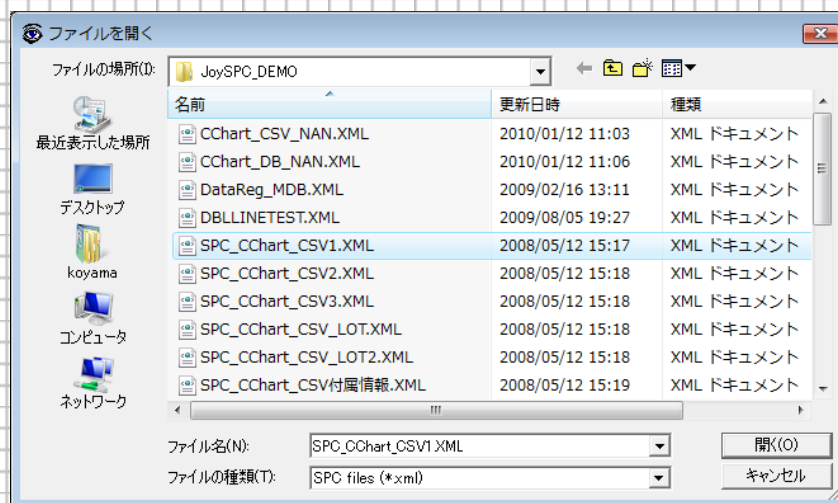 ファイルを開く
ファイルの場所(I):
JoySPC_DEMO
名前 更新日時 種類
CChart_CSV_NAN.XML 2010/01/12 11:03 XML ドキュメント
CChart_DB_NAN.XML 2010/01/12 11:06 XML ドキュメント
DataReg_MDB.XML 2009/02/16 13:11 XML ドキュメント
DBLLINETEST.XML 2009/08/05 19:27 XML ドキュメント
SPC_CChart_CSV1.XML 2008/05/12 15:17 XML ドキュメント
SPC_CChart_CSV2.XML 2008/05/12 15:18 XML ドキュメント
SPC_CChart_CSV3.XML 2008/05/12 15:18 XML ドキュメント
SPC_CChart_CSV_LOT.XML 2008/05/12 15:18 XML ドキュメント
SPC_CChart_CSV_LOT2.XML 2008/05/12 15:18 XML ドキュメント
SPC_CChart_CSV付属情報.XML 2008/05/12 15:19 XML ドキュメント
最近表示した場所
デスクトップ
koyama
コンピュータ
ネットワーク
ファイル名(N): SPC_CChart_CSV1.XML 開く(O)
ファイルの種類(T): SPC files (*.xml) キャンセル